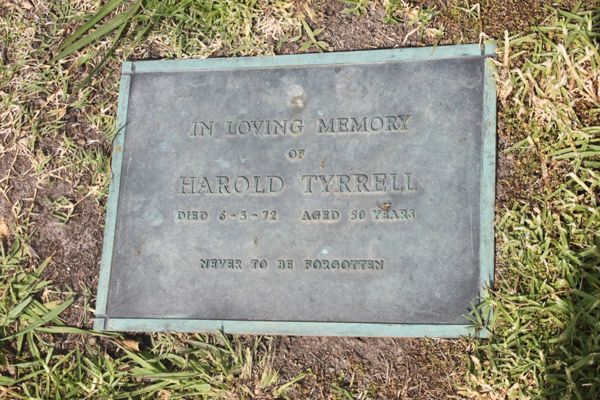 IN LOVING MEMORY
OF
HAROLD TYRRELL
DIED 6-5-72 AGED 50 YEARS
NEVER TO BE FORGOTTEN